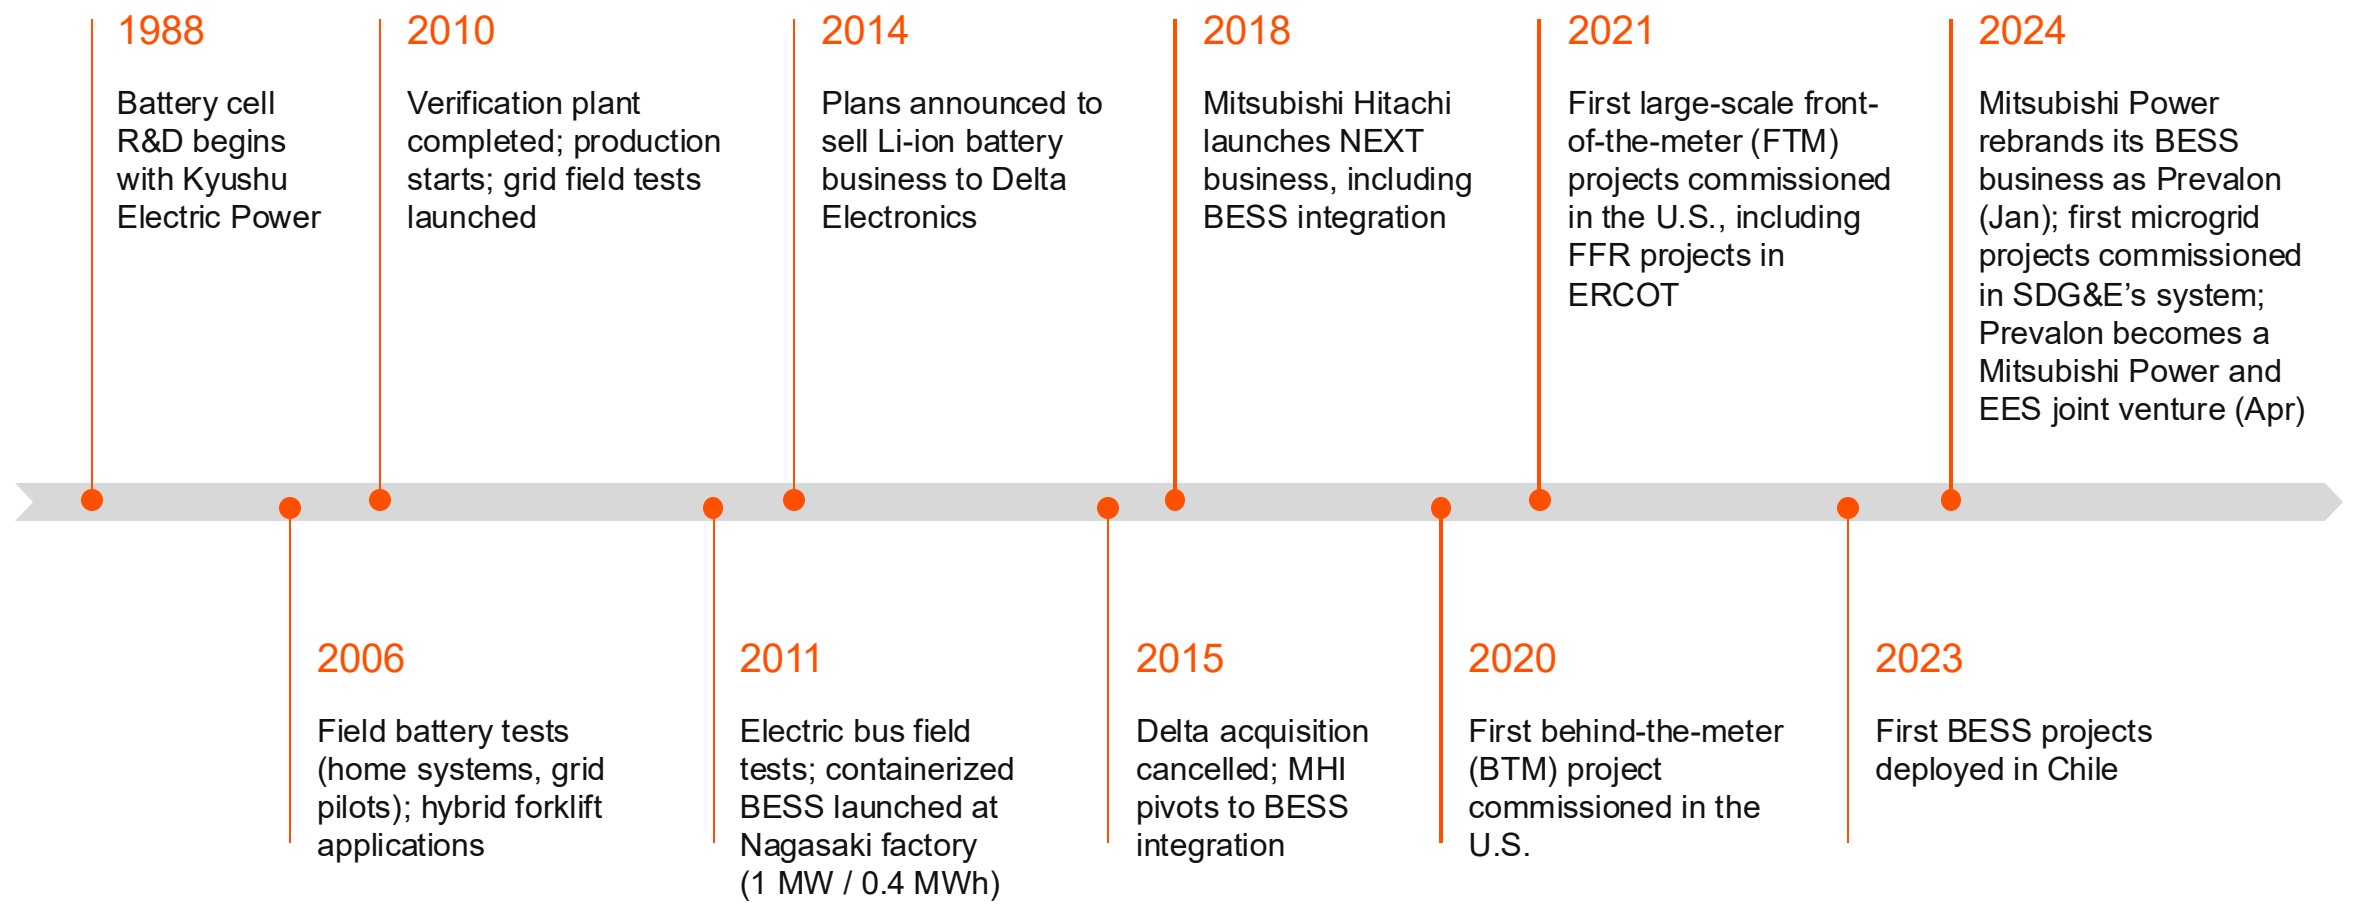 1988
Battery cell
R&D begins
with Kyushu
Electric Power
2006
Field battery tests
(home systems, grid
pilots); hybrid forklift
applications
2010
Verification plant
completed; production
starts; grid field tests
launched
2011
Electric bus field
tests; containerized
BESS launched at
Nagasaki factory
(1 MW / 0.4 MWh)
2014
Plans announced to
sell Li-ion battery
business to Delta
Electronics
2015
Delta acquisition
cancelled; MHI
pivots to BESS
integration
2018
Mitsubishi Hitachi
launches NEXT
business, including
BESS integration
2020
First behind-the-meter
(BTM) project
commissioned in the
U.S.
2021
First large-scale front-
of-the-meter (FTM)
projects commissioned
in the U.S., including
FFR projects in
ERCOT
2023
First BESS projects
deployed in Chile
2024
Mitsubishi Power
rebrands its BESS
business as Prevalon
(Jan); first microgrid
projects commissioned
in SDG&E’s system;
Prevalon becomes a
Mitsubishi Power and
EES joint venture (Apr)